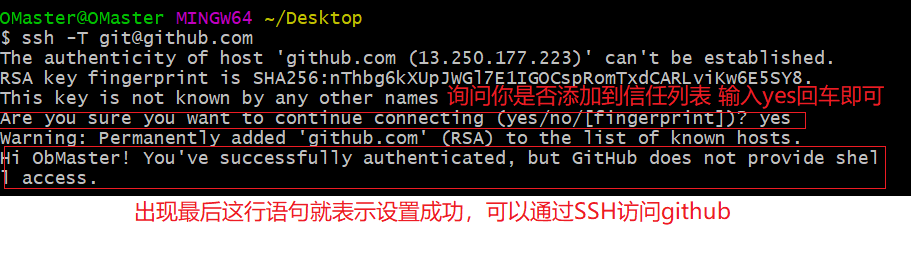 OMaster@OMaster MINGW64 ~/Desktop
$ ssh -T git@github.com
The authenticity of host 'github.com (13.250.177.223)' can't be established.
RSA key fingerprint is SHA256:nThbg6kXUpJWGl7E1IGOCspRomTxdCARLviKw6E5SY8.
This key is not known by any other names 询问你是否添加到信任列表 输入yes回车即可
Are you sure you want to continue connecting (yes/no/[fingerprint])? yes
Warning: Permanently added 'github.com' (RSA) to the list of known hosts.
Hi ObMaster! You've successfully authenticated, but GitHub does not provide shel
l access.
出现最后这行语句就表示设置成功，可以通过SSH访问github